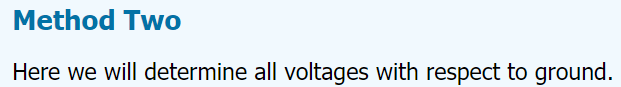 Method Two
Here we will determine all voltages with respect to ground.